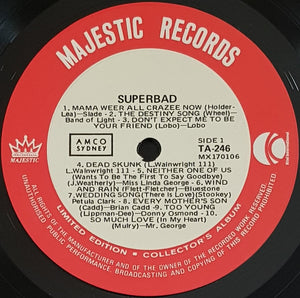 MAJESTIC RECORDS
SUPERBAD
1. MAMA WEER ALL CRAZEE NOW (Holder-
Lea)—Slade - 2. THE DESTINY SONG (Wheel)—
Band of Light - 3. DON'T EXPECT ME TO BE
YOUR FRIEND (Lobo)—Lobo
AMCO
SYDNEY
SIDE 1
TA-246
MX170106
MAJESTIC
4. DEAD SKUNK (L.Wainwright 111)—
L.Wainwright 111 - 5. NEITHER ONE OF US
(Wants To Be The First To Say Goodbye)
(J.Weatherly)—Miss Linda George - 6. WIND
AND RAIN (Flett-Fletcher)—Bluestone
7. WEDDING SONG (There Is Love) (Stookey)—
Petula Clark - 8. EVERY MOTHER'S SON
(Cadd)—Brian Cadd - 9. TOO YOUNG
(Lippman-Dee)—Donny Osmond - 10.
SO MUCH LOVE (In My Heart)
(Mulry)—Mr. George
LIMITED EDITION • COLLECTOR'S ALBUM
ALL RIGHTS OF THE MANUFACTURER AND OF THE OWNER OF THE RECORDED WORK RESERVED.
UNAUTHORISED PUBLIC PERFORMANCE, BROADCASTING AND COPYING OF THIS RECORD PROHIBITED